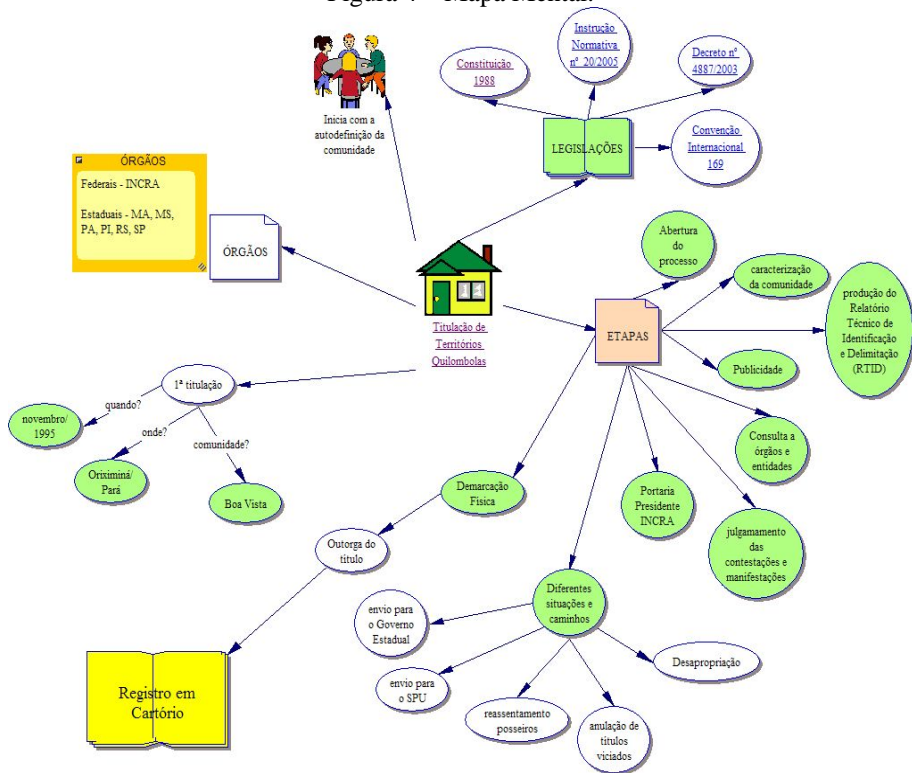 Figura 4 – Mapa Mental.
Inicia com a
autodefinição da
comunidade
Constituição
1988
Instrução
Normativa
nº 20/2005
Decreto nº
4887/2003
LEGISLAÇÕES
Convenção
Internacional
169
ÓRGÃOS
Federais - INCRA
Estaduais - MA, MS,
PA, PI, RS, SP
ÓRGÃOS
Titulação de
Territórios
Quilombolas
ETAPAS
Abertura
do
processo
caracterização
da comunidade
produção do
Relatório
Técnico de
Identificação
e Delimitação
(RTID)
Publicidade
Consulta a
órgãos e
entidades
julgamamento
das
contestações e
manifestações
Portaria
Presidente
INCRA
Diferentes
situações e
caminhos
envio para
o Governo
Estadual
envio para
o SPU
reassentamento
posseiros
anulação de
titulos
viciados
Desapropriação
Demarcação
Física
Outorga do
titulo
Registro em
Cartório
1ª titulação
quando?
novembro/
1995
onde?
Oriximiná/
Pará
comunidade?
Boa Vista